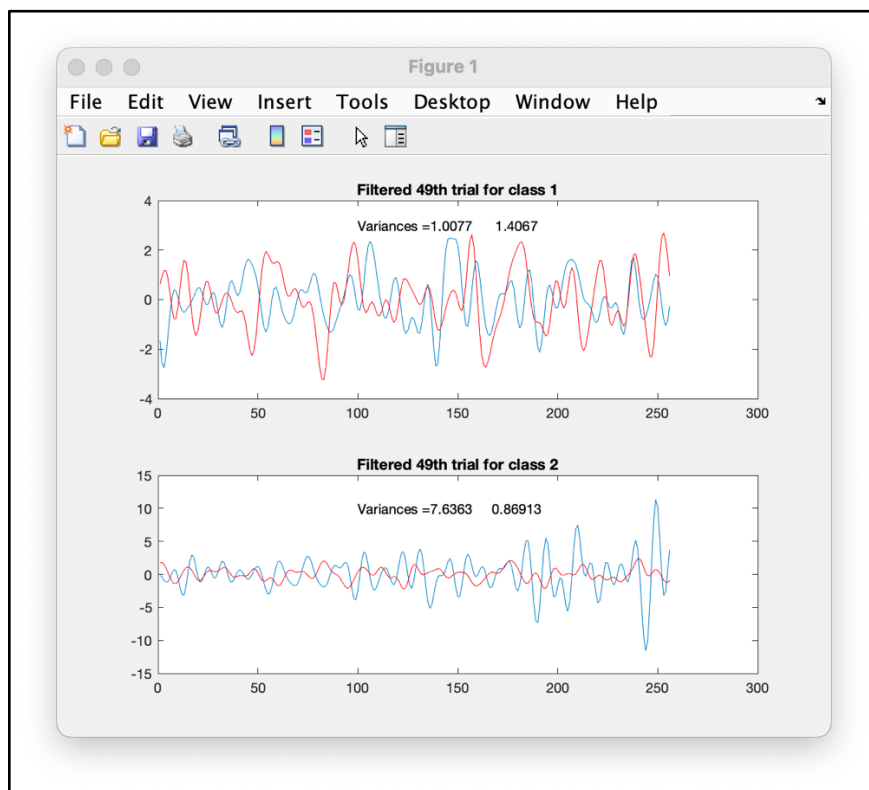 Figure 1
File Edit View Insert Tools Desktop Window Help
Filtered 49th trial for class 1
Variances =1.0077 1.4067
4
2
0
-2
-4
0 50 100 150 200 250 300
Filtered 49th trial for class 2
Variances =7.6363 0.86913
15
10
5
0
-5
-10
-15
0 50 100 150 200 250 300